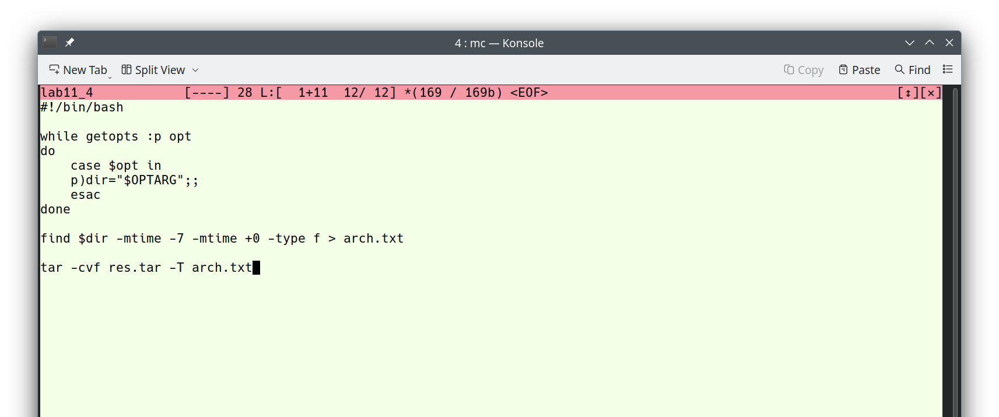 4 : mc — Konsole
New Tab Split View Copy Paste Find
lab11_4 [----] 28 L:[ 1+11 12/ 12] *(169 / 169b) <EOF> [↕][×]
#!/bin/bash
while getopts :p opt
do
case $opt in
p)dir="$OPTARG";;
esac
done
find $dir -mtime -7 -mtime +0 -type f > arch.txt
tar -cvf res.tar -T arch.txt